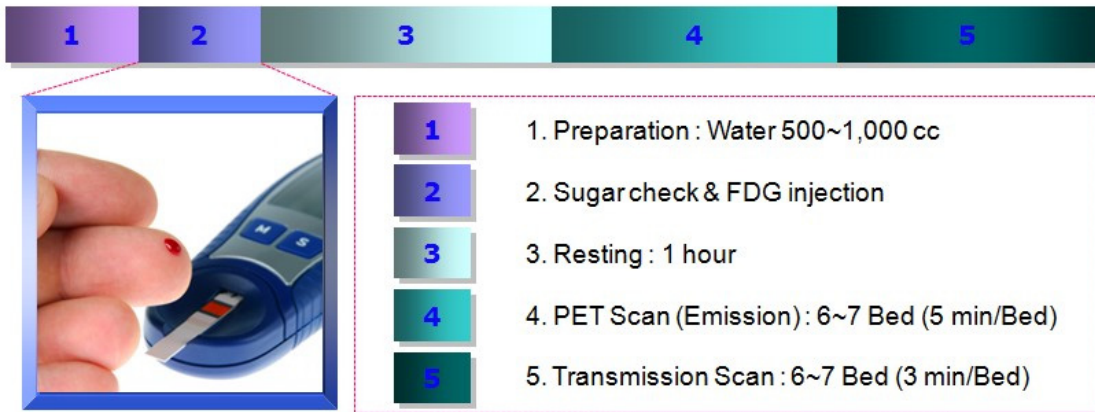 1 2 3 4 5
1 1. Preparation : Water 500~1,000 cc
2 2. Sugar check & FDG injection
3 3. Resting : 1 hour
4 4. PET Scan (Emission) : 6~7 Bed (5 min/Bed)
5 5. Transmission Scan : 6~7 Bed (3 min/Bed)
M S